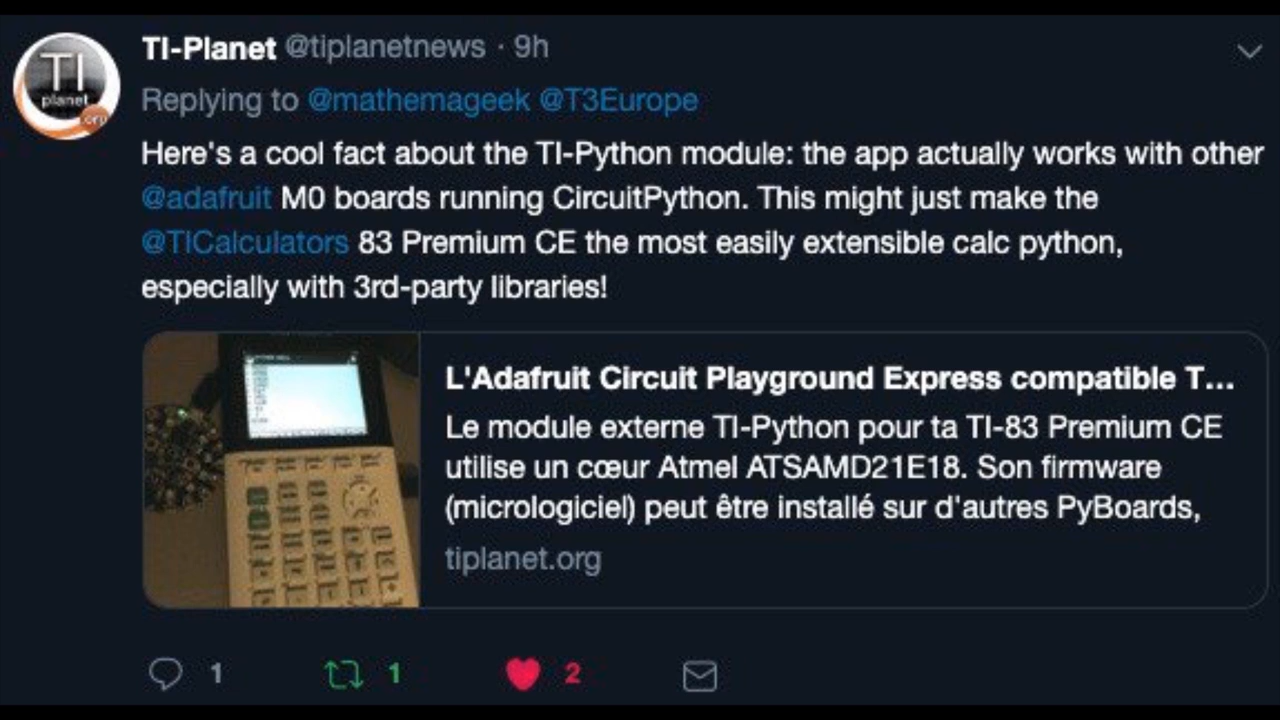 TI-Planet @tiplanetnews · 9h
TI
planet
.org
Replying to @mathemageek @T3Europe
Here's a cool fact about the TI-Python module: the app actually works with other
@adafruit M0 boards running CircuitPython. This might just make the
@TICalculators 83 Premium CE the most easily extensible calc python,
especially with 3rd-party libraries!
L'Adafruit Circuit Playground Express compatible T...
Le module externe TI-Python pour ta TI-83 Premium CE
utilise un cœur Atmel ATSAMD21E18. Son firmware
(micrologiciel) peut être installé sur d'autres PyBoards,
tiplanet.org
1 1 2